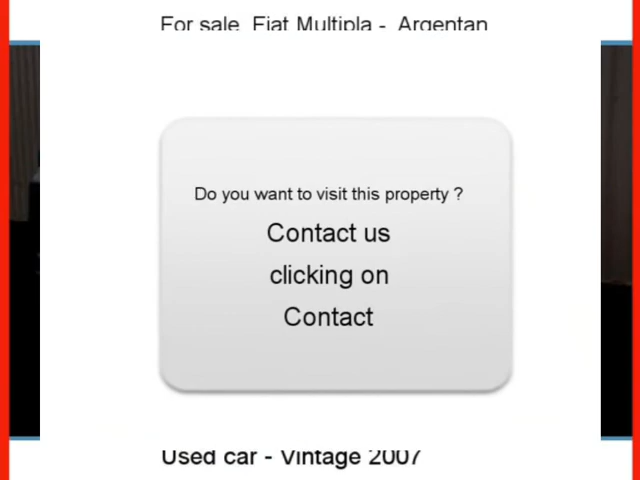 For sale Fiat Multipla - Argentan
Do you want to visit this property ?
Contact us
clicking on
Contact
Used car - Vintage 2007